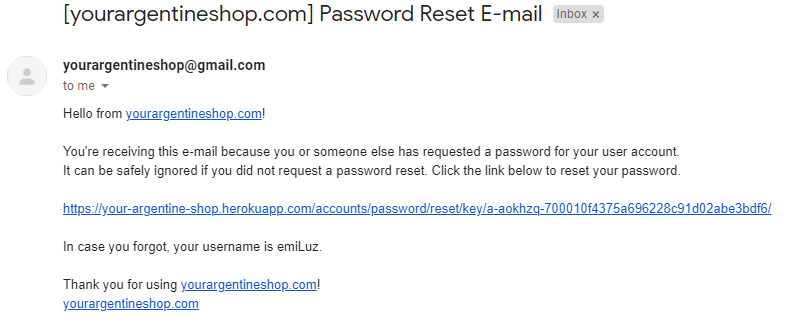 [yourargentineshop.com] Password Reset E-mail Inbox ×
yourargentineshop@gmail.com
to me
Hello from yourargentineshop.com!
You're receiving this e-mail because you or someone else has requested a password for your user account.
It can be safely ignored if you did not request a password reset. Click the link below to reset your password.
https://your-argentine-shop.herokuapp.com/accounts/password/reset/key/a-aokhzq-700010f4375a696228c91d02abe3bdf6/
In case you forgot, your username is emiLuz.
Thank you for using yourargentineshop.com!
yourargentineshop.com